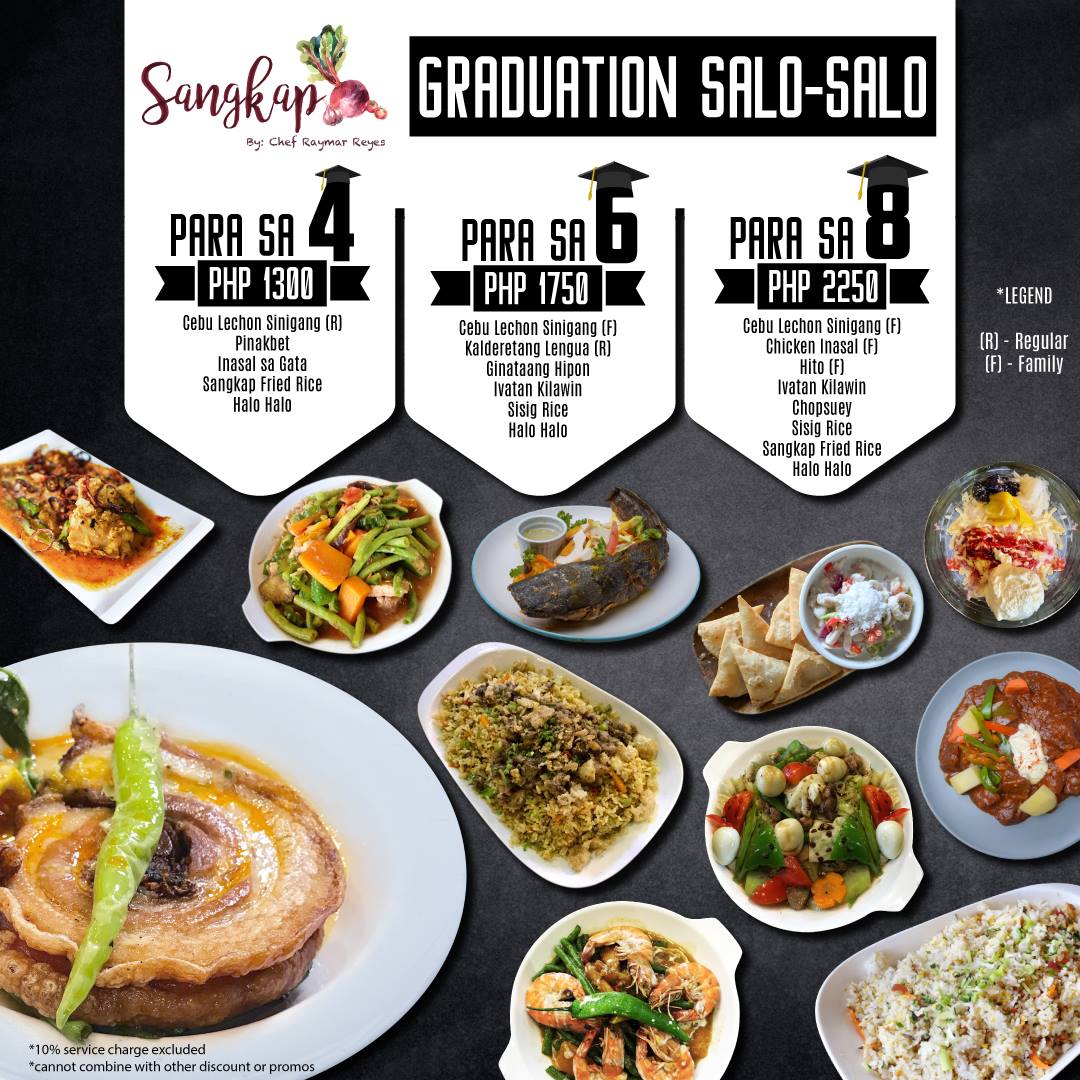 Sangkap
By: Chef Raymar Reyes
GRADUATION SALO-SALO
PARA SA 4
PHP 1300
Cebu Lechon Sinigang (R)
Pinakbet
Inasal sa Gata
Sangkap Fried Rice
Halo Halo
PARA SA 6
PHP 1750
Cebu Lechon Sinigang (F)
Kalderetang Lengua (R)
Ginataang Hipon
Ivatan Kilawin
Sisig Rice
Halo Halo
PARA SA 8
PHP 2250
Cebu Lechon Sinigang (F)
Chicken Inasal (F)
Hito (F)
Ivatan Kilawin
Chopsuey
Sisig Rice
Sangkap Fried Rice
Halo Halo
*LEGEND
(R) - Regular
(F) - Family
*10% service charge excluded
*cannot combine with other discount or promos